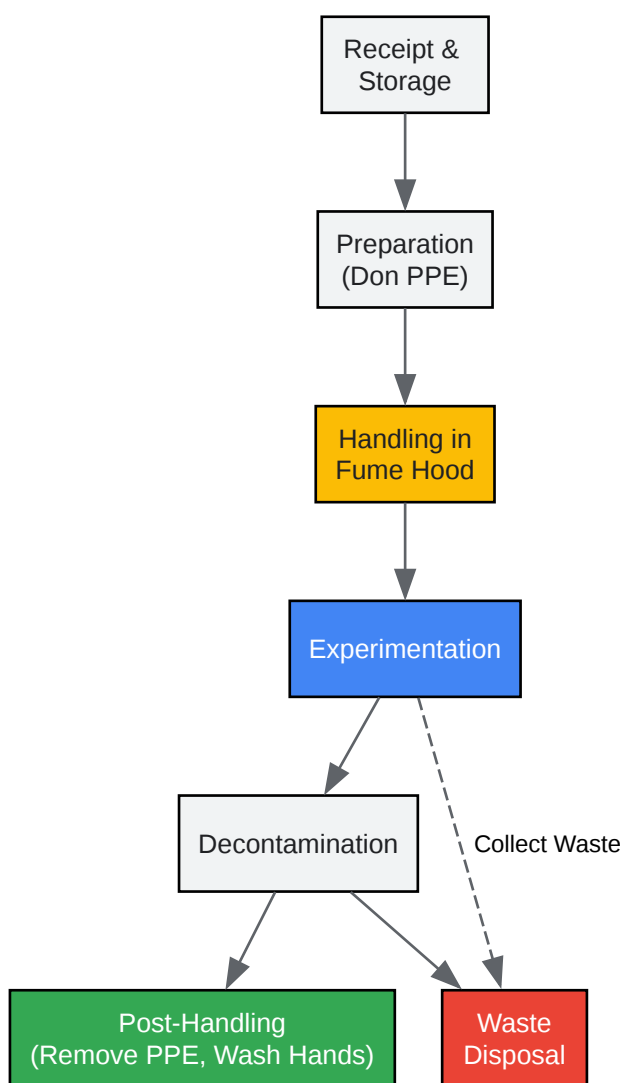 Receipt &
Storage
Preparation
(Don PPE)
Handling in
Fume Hood
Experimentation
Decontamination
Collect Waste
Post-Handling
(Remove PPE, Wash Hands)
Waste
Disposal